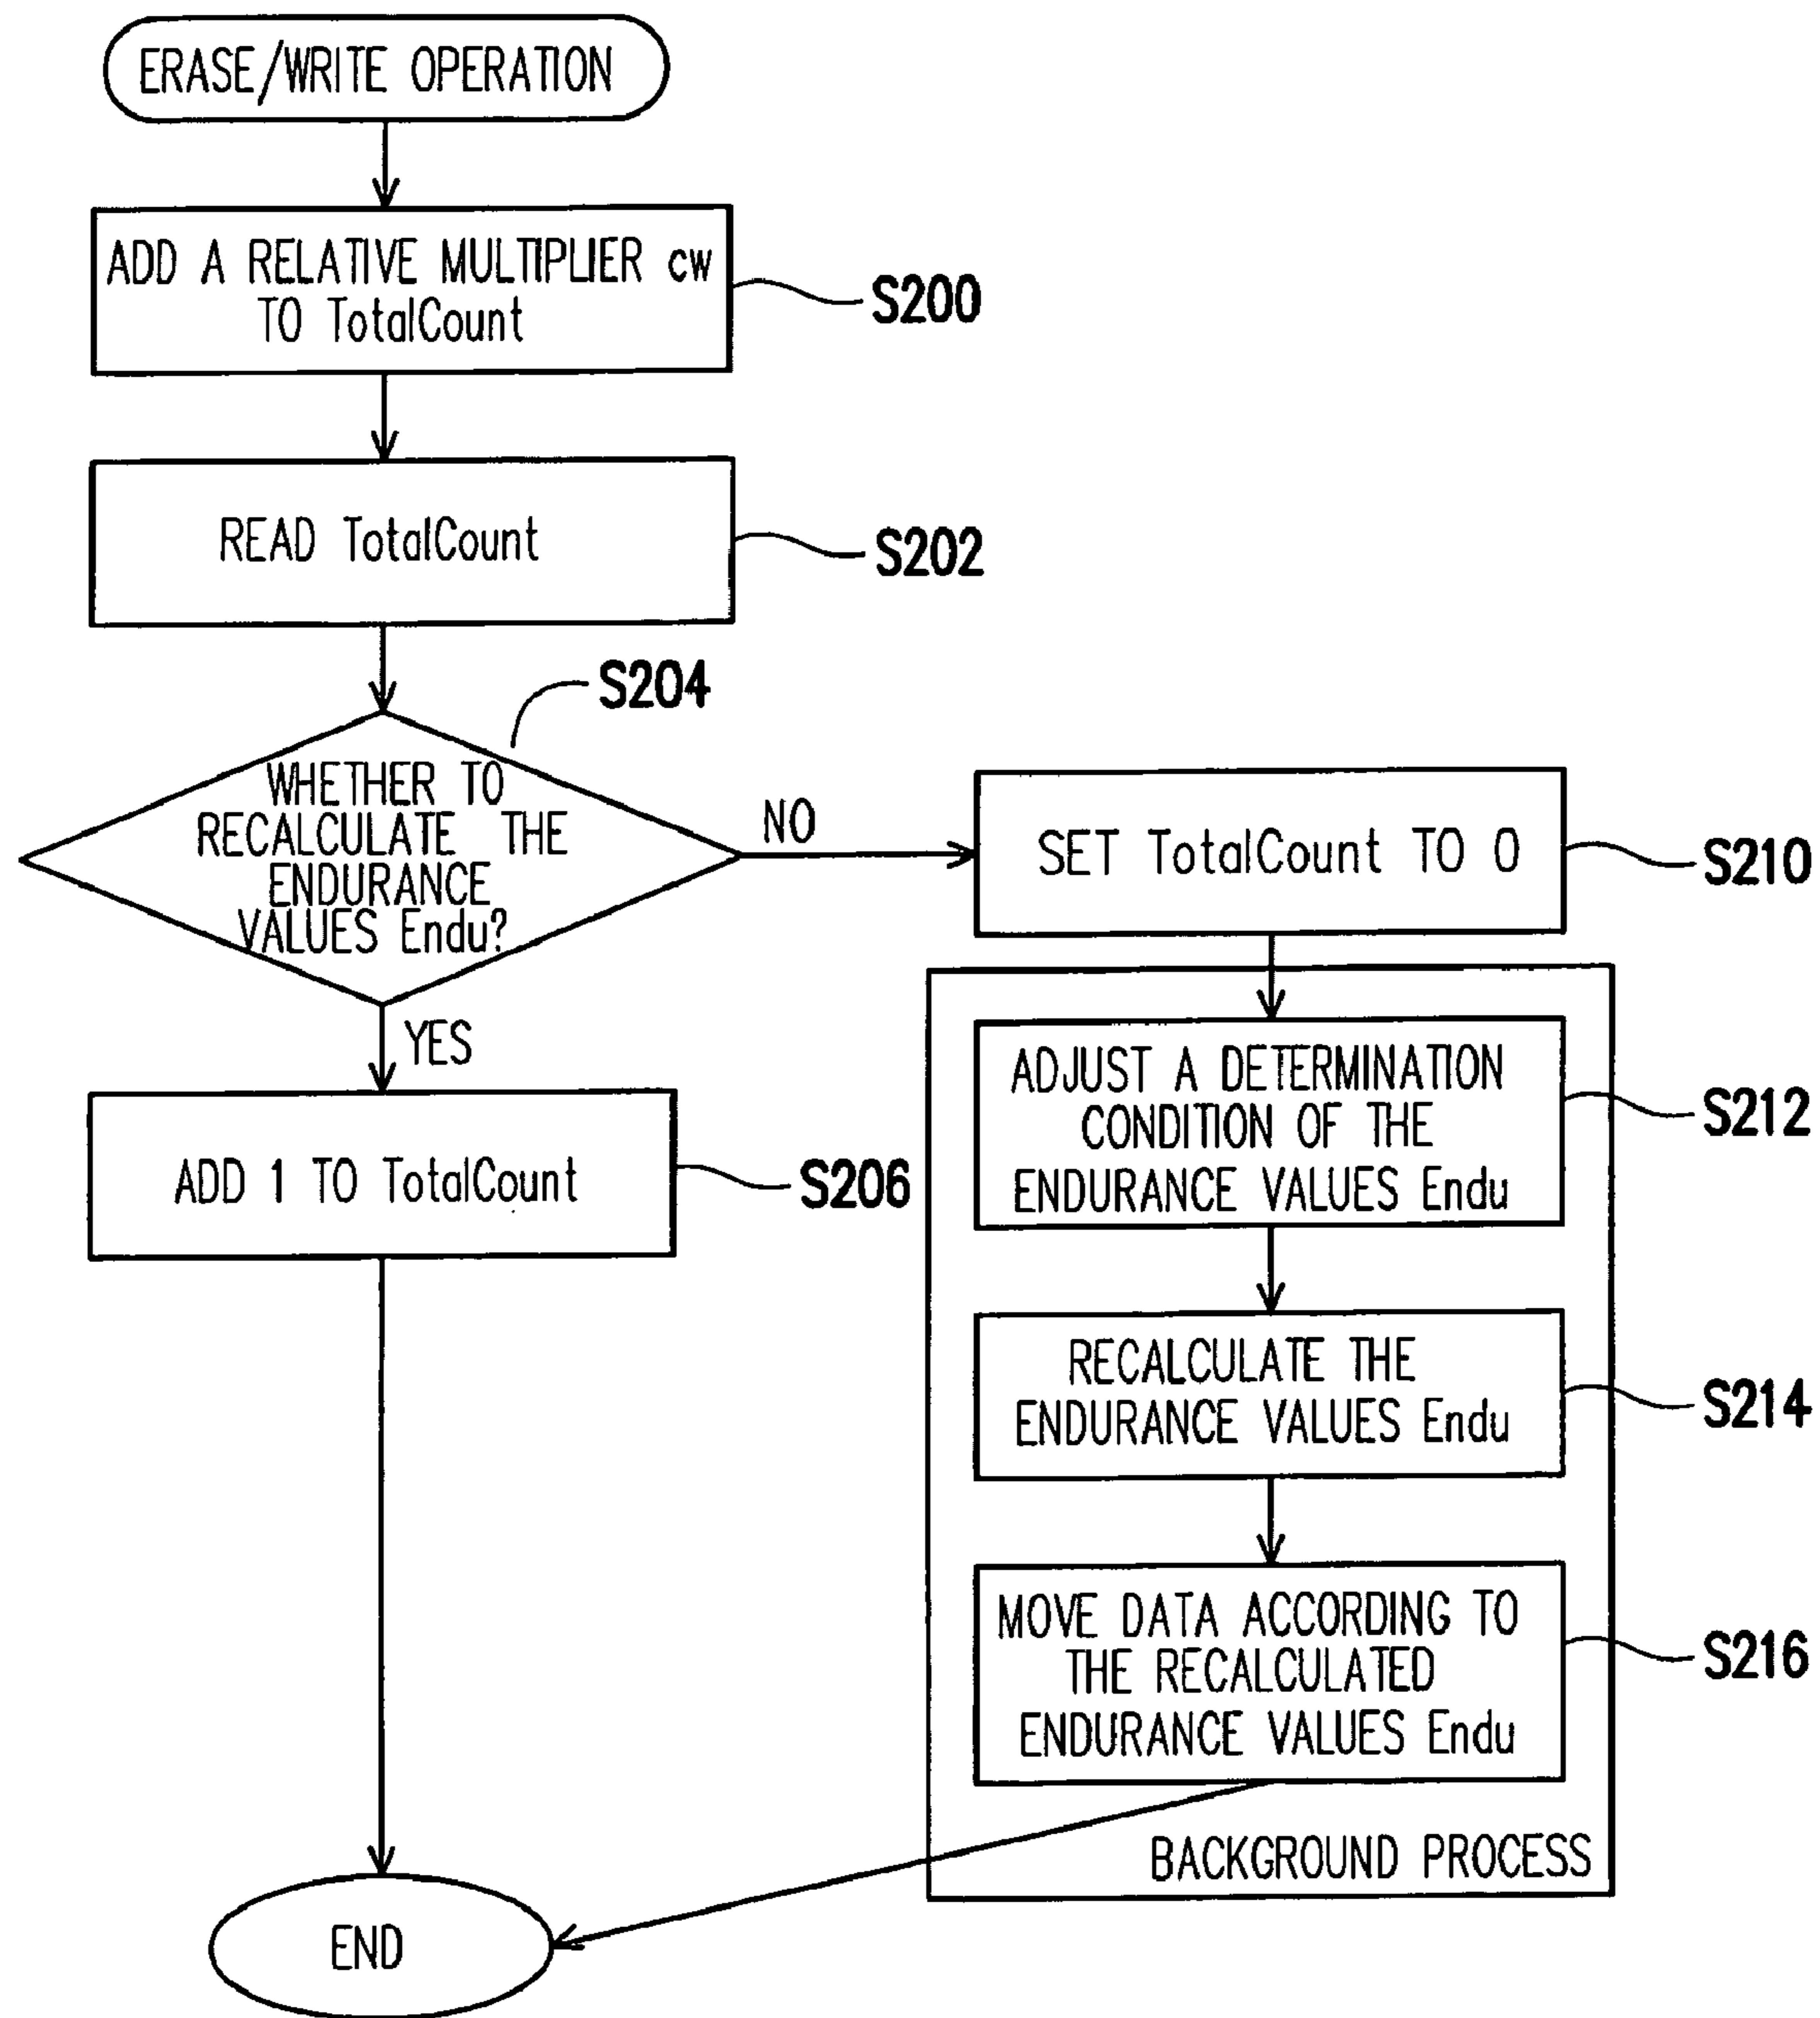 ERASE/WRITE OPERATION
ADD A RELATIVE MULTIPLIER cw
TO TotalCount
S200
READ TotalCount
S202
S204
WHETHER TO
RECALCULATE THE
ENDURANCE
VALUES Endu?
NO
YES
SET TotalCount TO 0
S210
ADD 1 TO TotalCount
S206
ADJUST A DETERMINATION
CONDITION OF THE
ENDURANCE VALUES Endu
S212
RECALCULATE THE
ENDURANCE VALUES Endu
S214
MOVE DATA ACCORDING TO
THE RECALCULATED
ENDURANCE VALUES Endu
S216
BACKGROUND PROCESS
END